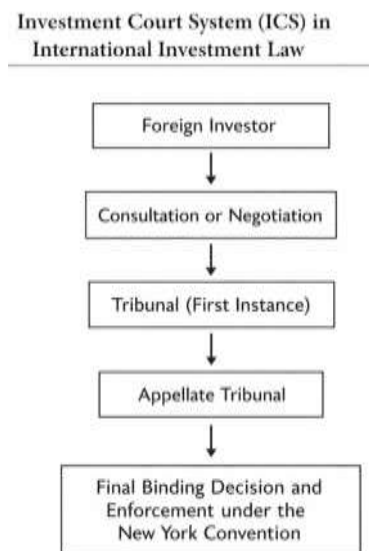 Investment Court System (ICS) in
International Investment Law
Foreign Investor
Consultation or Negotiation
Tribunal (First Instance)
Appellate Tribunal
Final Binding Decision and
Enforcement under the
New York Convention